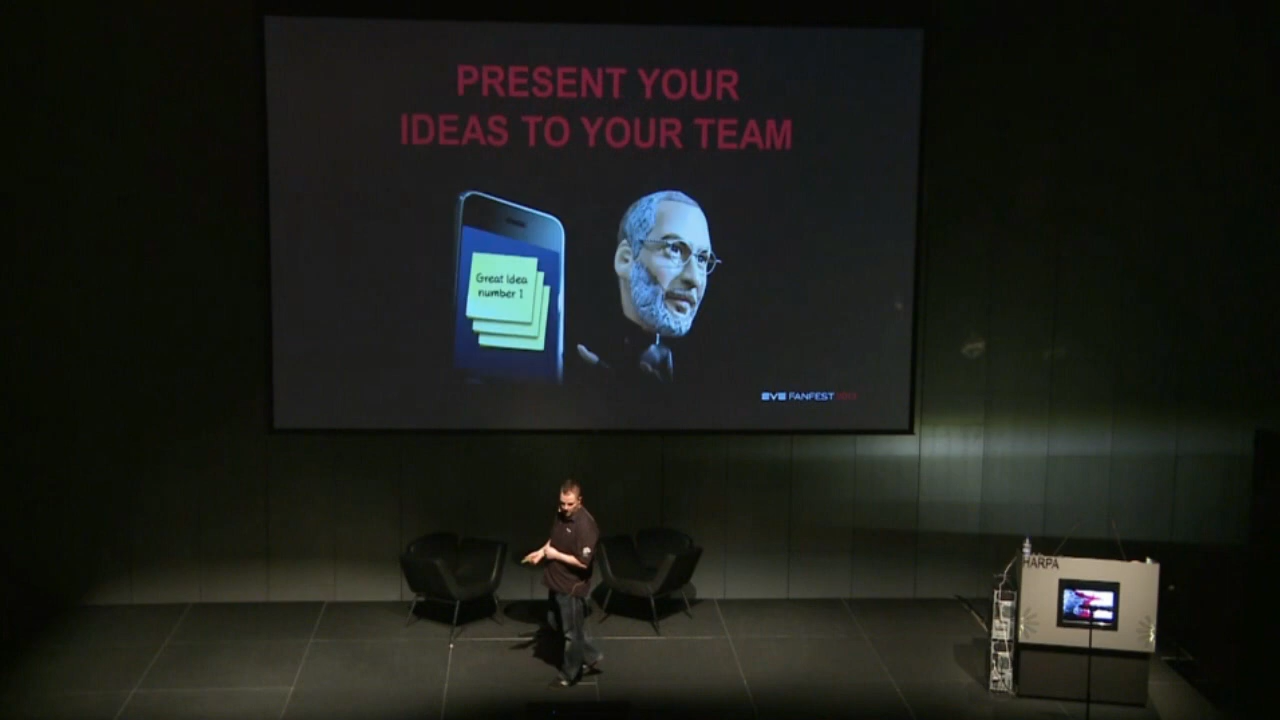 PRESENT YOUR
IDEAS TO YOUR TEAM
Great Idea
number 1
EVE FANFEST
HARPA